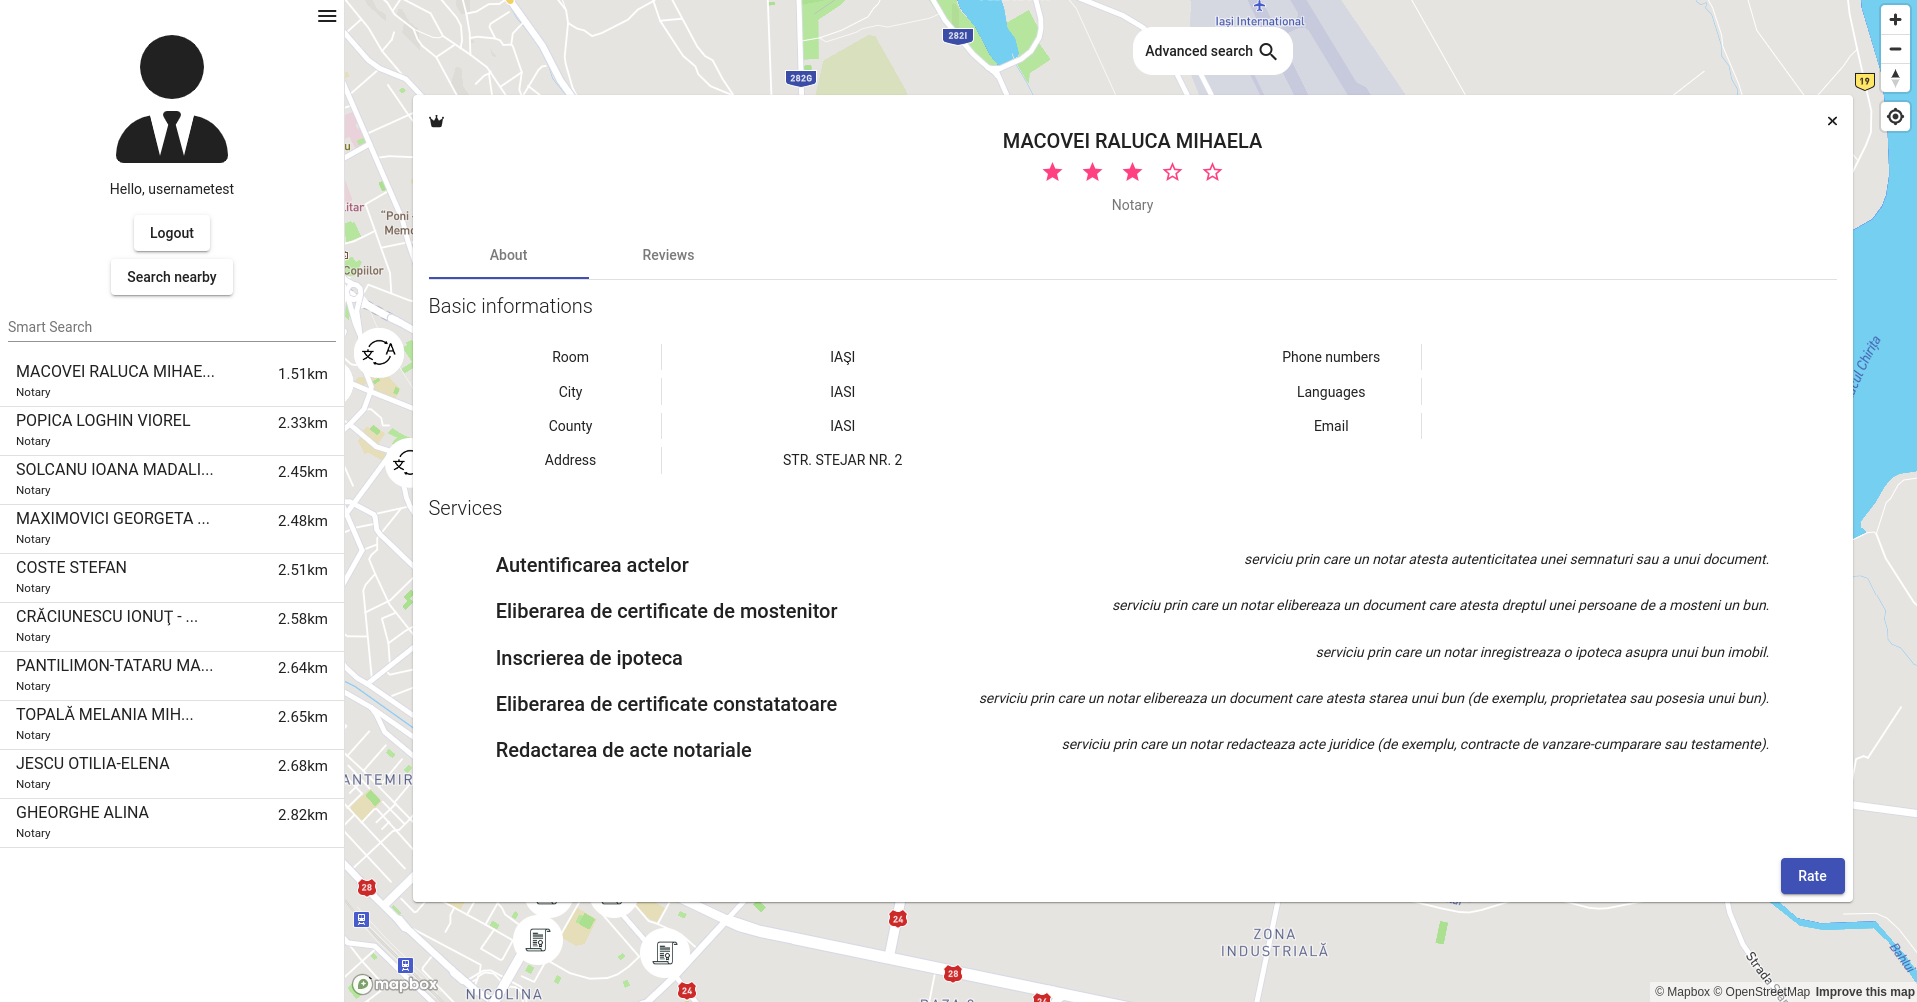 Hello, usernametest
Logout
Search nearby
Smart Search
MACOVEI RALUCA MIHAE... 1.51km
Notary
POPICA LOGHIN VIOREL 2.33km
Notary
SOLCANU IOANA MADALI... 2.45km
Notary
MAXIMOVICI GEORGETA ... 2.48km
Notary
COSTE STEFAN 2.51km
Notary
CRĂCIUNESCU IONUŢ - ... 2.58km
Notary
PANTILIMON-TATARU MA... 2.64km
Notary
TOPALĂ MELANIA MIH... 2.65km
Notary
JESCU OTILIA-ELENA 2.68km
Notary
GHEORGHE ALINA 2.82km
Notary
Iași International
282I
282G
Advanced search
19
"Poni -
Copiilor
MACOVEI RALUCA MIHAELA
Notary
About Reviews
Basic informations
Room IAŞI Phone numbers
City IASI Languages
County IASI Email
Address STR. STEJAR NR. 2
Services
Autentificarea actelor serviciu prin care un notar atesta autenticitatea unei semnaturi sau a unui document.
Eliberarea de certificate de mostenitor serviciu prin care un notar elibereaza un document care atesta dreptul unei persoane de a mosteni un bun.
Inscrierea de ipoteca serviciu prin care un notar inregistreaza o ipoteca asupra unui bun imobil.
Eliberarea de certificate constatatoare serviciu prin care un notar elibereaza un document care atesta starea unui bun (de exemplu, proprietatea sau posesia unui bun).
Redactarea de acte notariale serviciu prin care un notar redacteaza acte juridice (de exemplu, contracte de vanzare-cumparare sau testamente).
Rate
Chirița
ANTEMIR
28
24
ZONA
INDUSTRIALĂ
28
24
24
NICOLINA
Strada
Bahlui
mapbox
© Mapbox © OpenStreetMap Improve this map